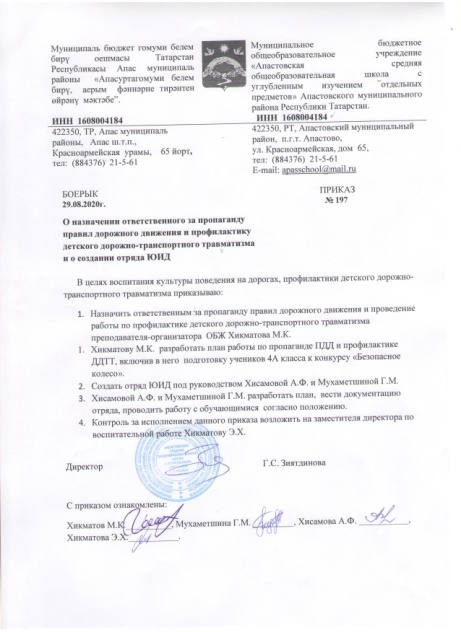 Муниципаль бюджет гомуми белем
бирү оешмасы Татарстан
Республикасы Апас муниципаль
районы «Апасуртагомуми белем
бирү, аерым фәннарне тирәнтен
өйрәнү мәктәбе".
ИНН 1608004184
422350, ТР, Апас муниципаль
районы, Апас ш.т.п.,
Красноармейская урамы, 65 йорт,
тел: (884376) 21-5-61
Муниципальное бюджетное
общеобразовательное учреждение
«Апастовская средняя
общеобразовательная школа с
углубленным изучением отдельных
предметов» Апастовского муниципального
района Республики Татарстан.
ИНН 1608004184
422350, РТ, Апастовский муниципальный
район, п.г.т. Апастово,
ул. Красноармейская, дом 65,
тел: (884376) 21-5-61
E-mail: apasschool@mail.ru
БОЕРЫК
29.08.2020г.
ПРИКАЗ
№ 197
О назначении ответственного за пропаганду
правил дорожного движения и профилактику
детского дорожно-транспортного травматизма
и о создании отряда ЮИД
В целях воспитания культуры поведения на дорогах, профилактики детского дорожно-
транспортного травматизма приказываю:
1. Назначить ответственным за пропаганду правил дорожного движения и проведение
работы по профилактике детского дорожно-транспортного травматизма
преподавателя-организатора ОБЖ Хикматова М.К.
1. Хикматову М.К. разработать план работы по пропаганде ПДД и профилактике
ДДТТ, включив в него подготовку учеников 4А класса к конкурсу «Безопасное
колесо».
2. Создать отряд ЮИД под руководством Хисамовой А.Ф. и Мухаметшиной Г.М.
3. Хисамовой А.Ф. и Мухаметшиной Г.М. разработать план, вести документацию
отряда, проводить работу с обучающимися согласно положению.
4. Контроль за исполнением данного приказа возложить на заместителя директора по
воспитательной работе Хикматову Э.Х.
Директор Г.С. Зиятдинова
С приказом ознакомлены:
Хикматов М.К. , Мухаметшина Г.М. , Хисамова А.Ф. ,
Хикматова Э.Х.